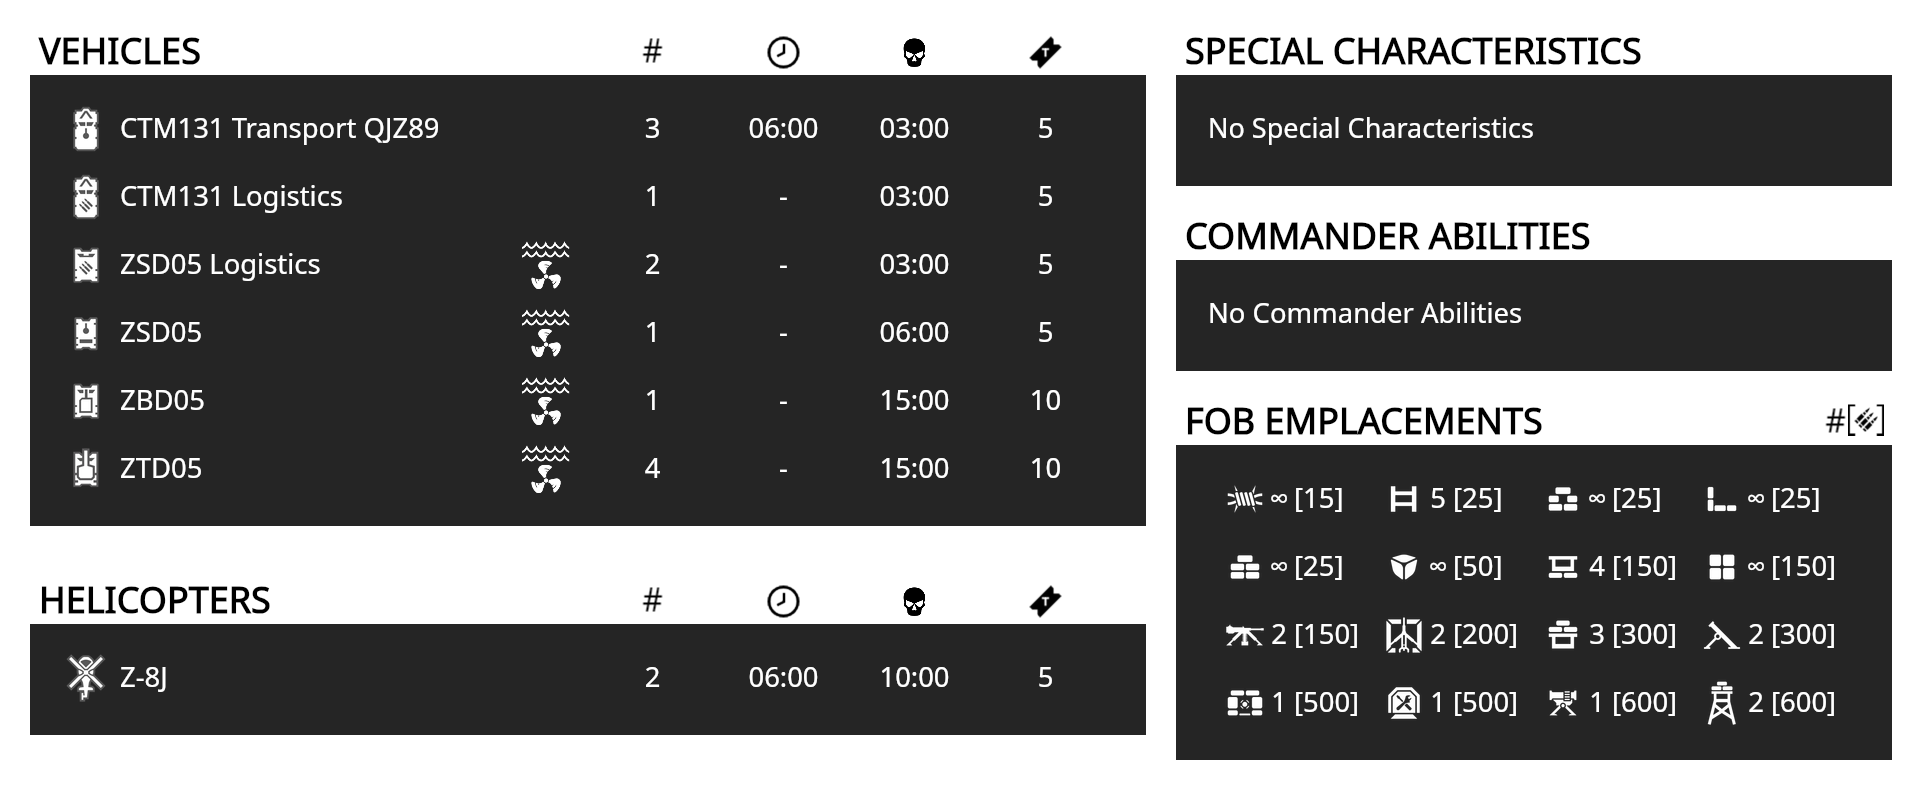 VEHICLES #
CTM131 Transport QJZ89 3 06:00 03:00 5
CTM131 Logistics 1 - 03:00 5
ZSD05 Logistics 2 - 03:00 5
ZSD05 1 - 06:00 5
ZBD05 1 - 15:00 10
ZTD05 4 - 15:00 10
HELICOPTERS #
Z-8J 2 06:00 10:00 5
SPECIAL CHARACTERISTICS
No Special Characteristics
COMMANDER ABILITIES
No Commander Abilities
FOB EMPLACEMENTS #[]
∞ [15] 5 [25] ∞ [25] ∞ [25]
∞ [25] ∞ [50] 4 [150] ∞ [150]
2 [150] 2 [200] 3 [300] 2 [300]
1 [500] 1 [500] 1 [600] 2 [600]